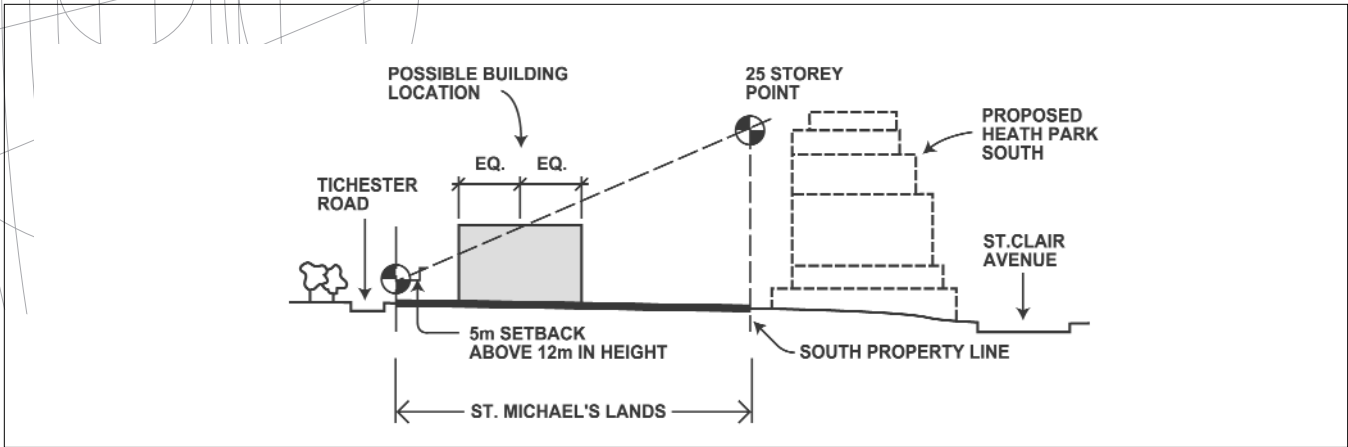 POSSIBLE BUILDING
LOCATION
25 STOREY
POINT
PROPOSED
HEATH PARK
SOUTH
EQ. EQ.
TICHESTER
ROAD
ST.CLAIR
AVENUE
5m SETBACK
ABOVE 12m IN HEIGHT
SOUTH PROPERTY LINE
ST. MICHAEL'S LANDS